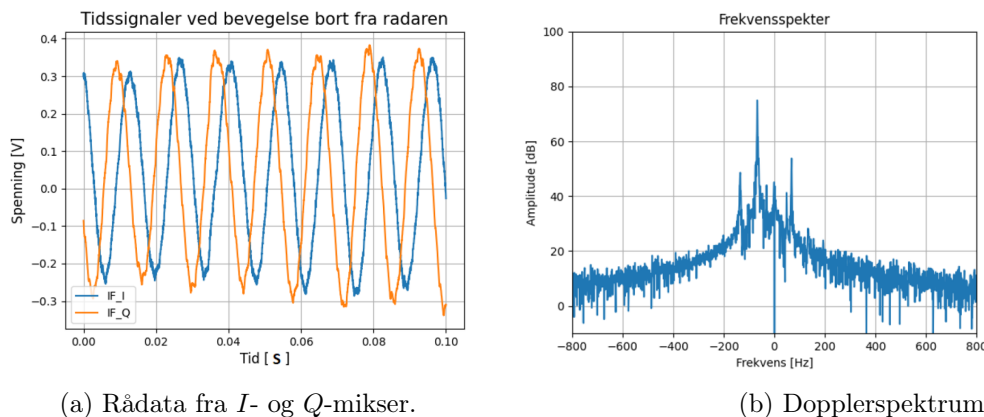 Tidssignaler ved bevegelse bort fra radaren
0.4
0.3
0.2
0.1
0.0
−0.1
−0.2
−0.3
Spenning [V]
IF_I
IF_Q
0.00 0.02 0.04 0.06 0.08 0.10
Tid [ s ]
(a) Rådata fra I- og Q-mikser.
Frekvensspekter
100
80
60
40
20
0
Amplitude [dB]
−800 −600 −400 −200 0 200 400 600 800
Frekvens [Hz]
(b) Dopplerspektrum